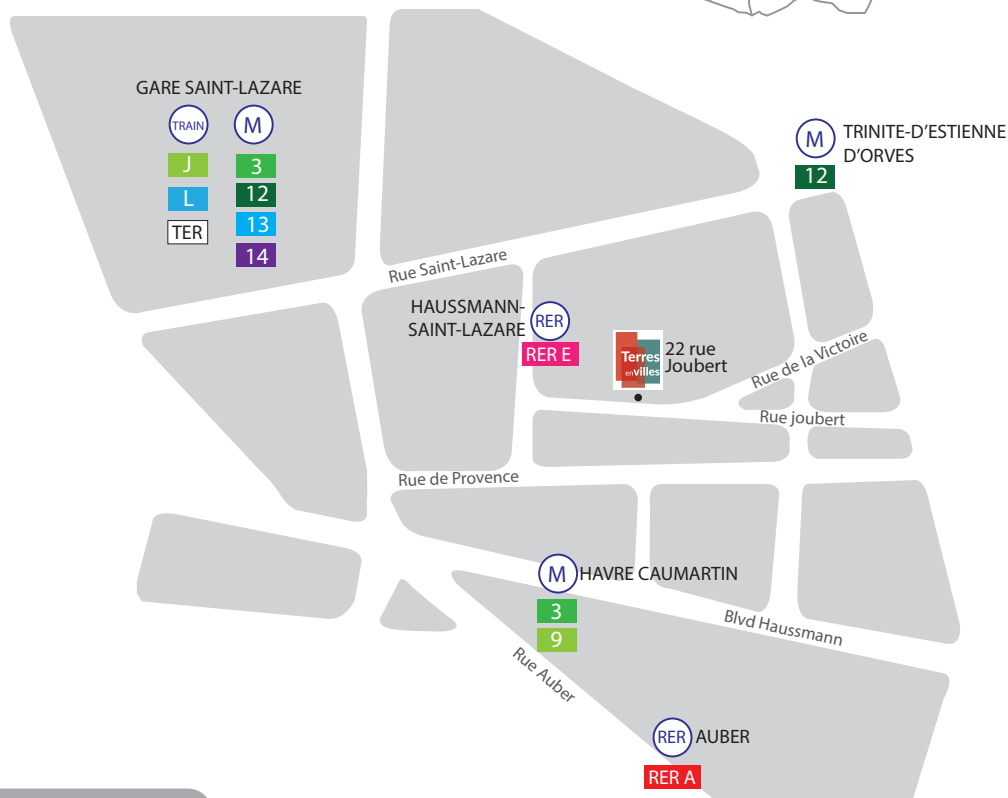 GARE SAINT-LAZARE
TRAIN
M
J
3
L
12
TER
13
14
M
TRINITE-D'ESTIENNE
D'ORVES
12
Rue Saint-Lazare
HAUSSMANN-
SAINT-LAZARE
RER
RER E
Terres
en villes
22 rue
Joubert
Rue de la Victoire
Rue joubert
Rue de Provence
M
HAVRE CAUMARTIN
3
9
Blvd Haussmann
Rue Auber
RER
AUBER
RER A